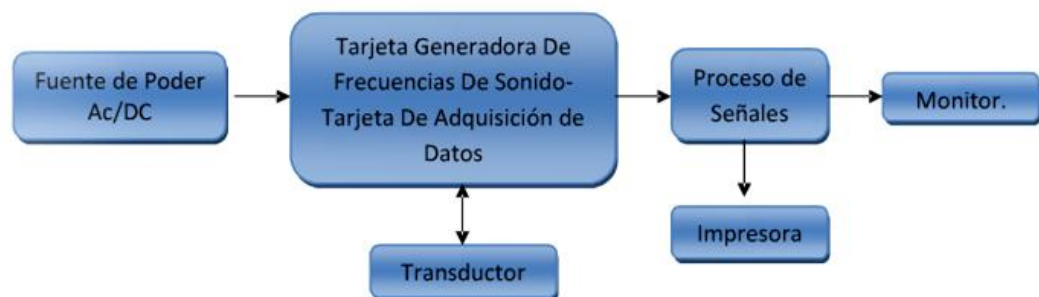 Fuente de Poder
Ac/DC
Tarjeta Generadora De
Frecuencias De Sonido-
Tarjeta De Adquisición de
Datos
Proceso de
Señales
Monitor.
Transductor
Impresora